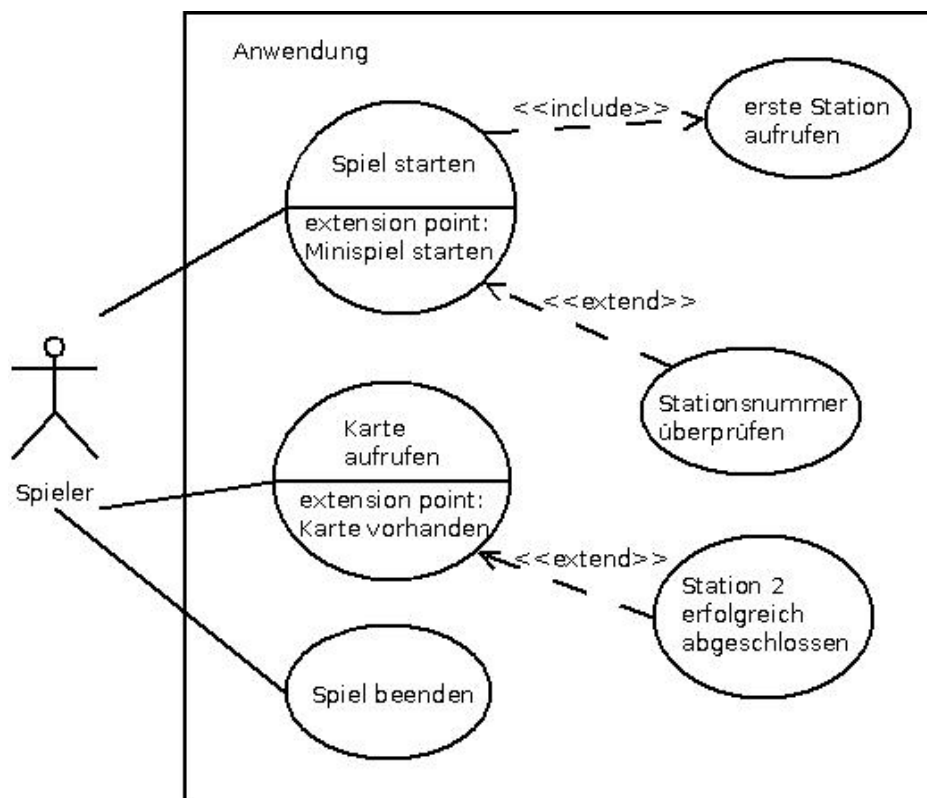 Anwendung
<<include>>
erste Station
aufrufen
Spiel starten
extension point:
Minispiel starten
<<extend>>
Stationsnummer
überprüfen
Spieler
Karte
aufrufen
extension point:
Karte vorhanden
<<extend>>
Station 2
erfolgreich
abgeschlossen
Spiel beenden